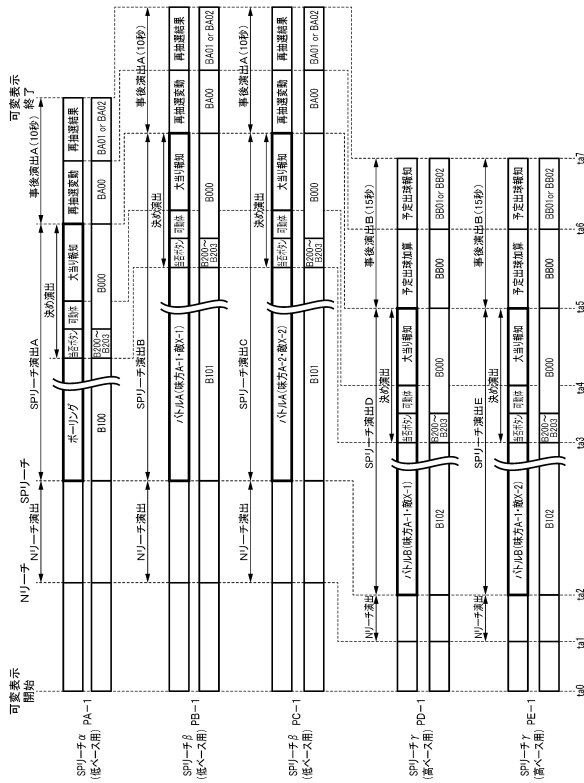 可変表示
開始
Nリーチ
SPリーチ
可変表示
終了
SPリーチα
(低ベース用)
PA-1
Nリーチ演出
SPリーチ演出A
事後演出A(10秒)
決め演出
ボーリング
当否ボタン
可動体
大当り報知
再抽選変動
再抽選結果
B100
B200～
B203
B000
BA00
BA01 or BA02
SPリーチβ
(低ベース用)
PB-1
Nリーチ演出
SPリーチ演出B
事後演出A(10秒)
決め演出
バトルA(味方A-1・敵X-1)
当否ボタン
可動体
大当り報知
再抽選変動
再抽選結果
B101
B200～
B203
B000
BA00
BA01 or BA02
SPリーチβ
(低ベース用)
PC-1
Nリーチ演出
SPリーチ演出C
事後演出A(10秒)
決め演出
バトルA(味方A-2・敵X-2)
当否ボタン
可動体
大当り報知
再抽選変動
再抽選結果
B101
B200～
B203
B000
BA00
BA01 or BA02
SPリーチγ
(高ベース用)
PD-1
Nリーチ演出
SPリーチ演出D
事後演出B(15秒)
決め演出
バトルB(味方A-1・敵X-1)
当否ボタン
可動体
大当り報知
予定出球加算
予定出球報知
B102
B200～
B203
B000
BB00
BB01or BB02
SPリーチγ
(高ベース用)
PE-1
Nリーチ演出
SPリーチ演出E
事後演出B(15秒)
決め演出
バトルB(味方A-1・敵X-2)
当否ボタン
可動体
大当り報知
予定出球加算
予定出球報知
B102
B200～
B203
B000
BB00
BB01or BB02
ta0
ta1
ta2
ta3
ta4
ta5
ta6
ta7